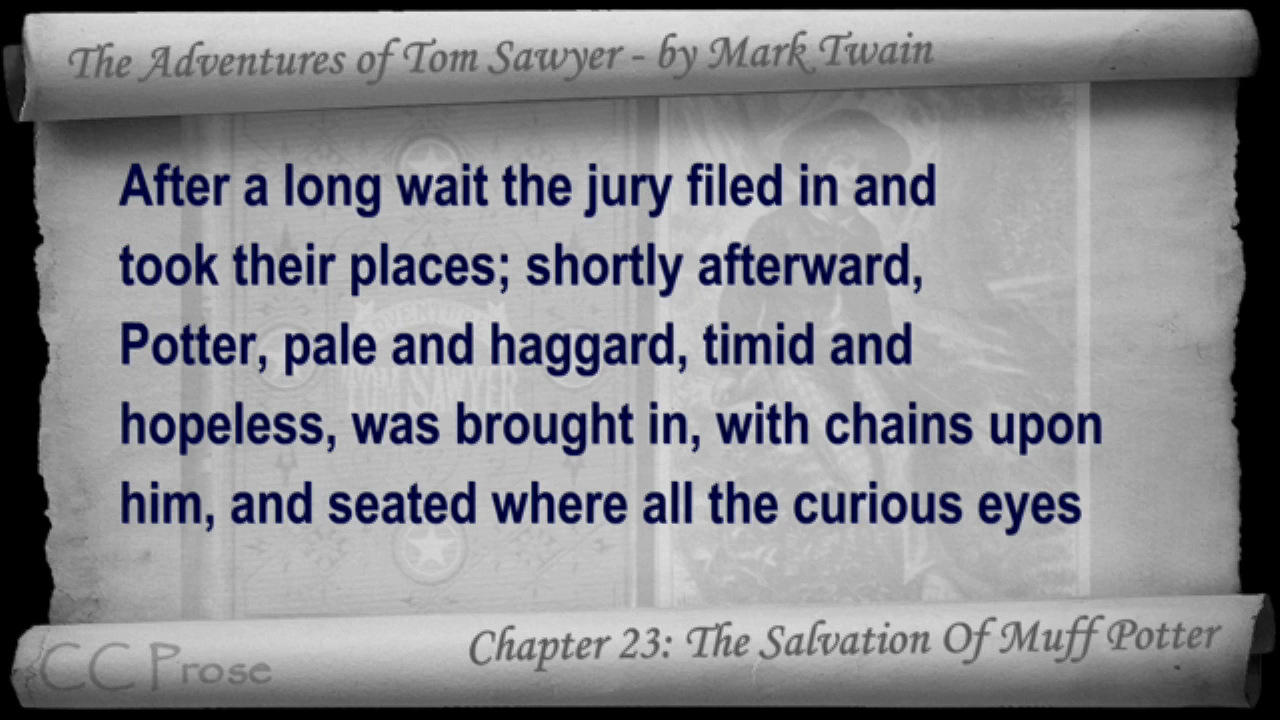 The Adventures of Tom Sawyer - by Mark Twain
After a long wait the jury filed in and
took their places; shortly afterward,
Potter, pale and haggard, timid and
hopeless, was brought in, with chains upon
him, and seated where all the curious eyes
Chapter 23: The Salvation Of Muff Potter
CC Prose